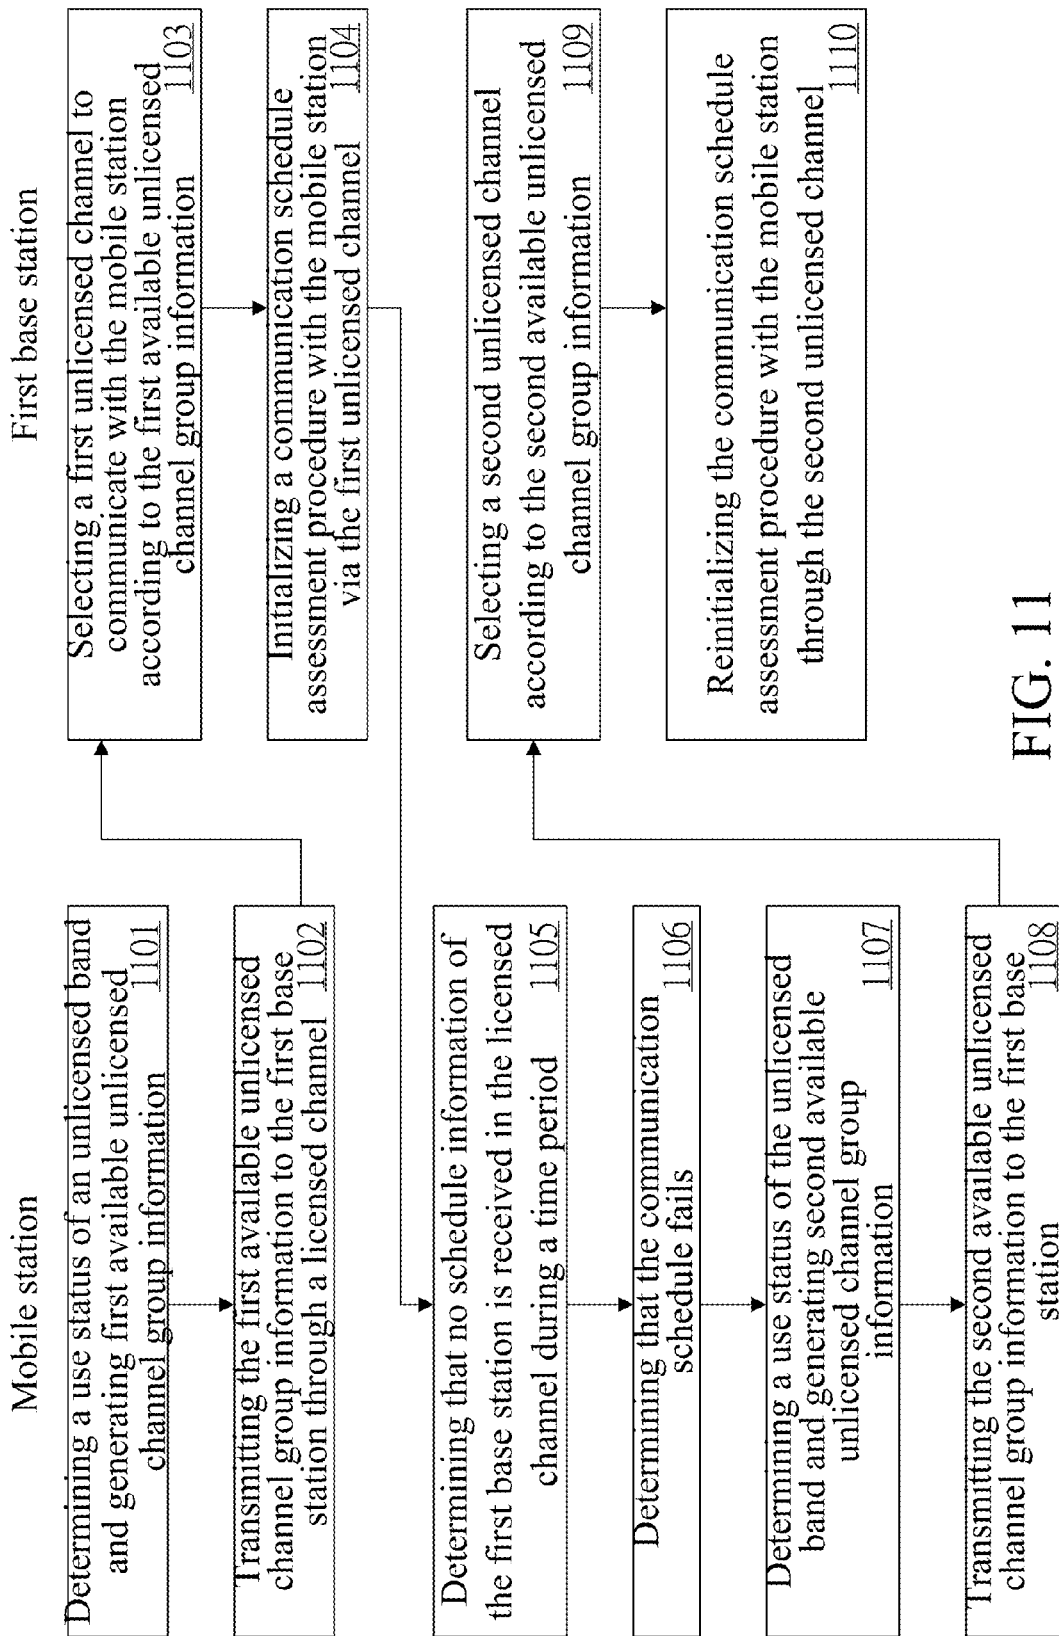 Mobile station
Determining a use status of an unlicensed band
and generating first available unlicensed
channel group information
1101
Transmitting the first available unlicensed
channel group information to the first base
station through a licensed channel
1102
First base station
Selecting a first unlicensed channel to
communicate with the mobile station
according to the first available unlicensed
channel group information
1103
Initializing a communication schedule
assessment procedure with the mobile station
via the first unlicensed channel
1104
Determining that no schedule information of
the first base station is received in the licensed
channel during a time period
1105
Determining that the communication
schedule fails
1106
Determining a use status of the unlicensed
band and generating second available
unlicensed channel group
information
1107
Transmitting the second available unlicensed
channel group information to the first base
station
1108
Selecting a second unlicensed channel
according to the second available unlicensed
channel group information
1109
Reinitializing the communication schedule
assessment procedure with the mobile station
through the second unlicensed channel
1110
FIG. 11